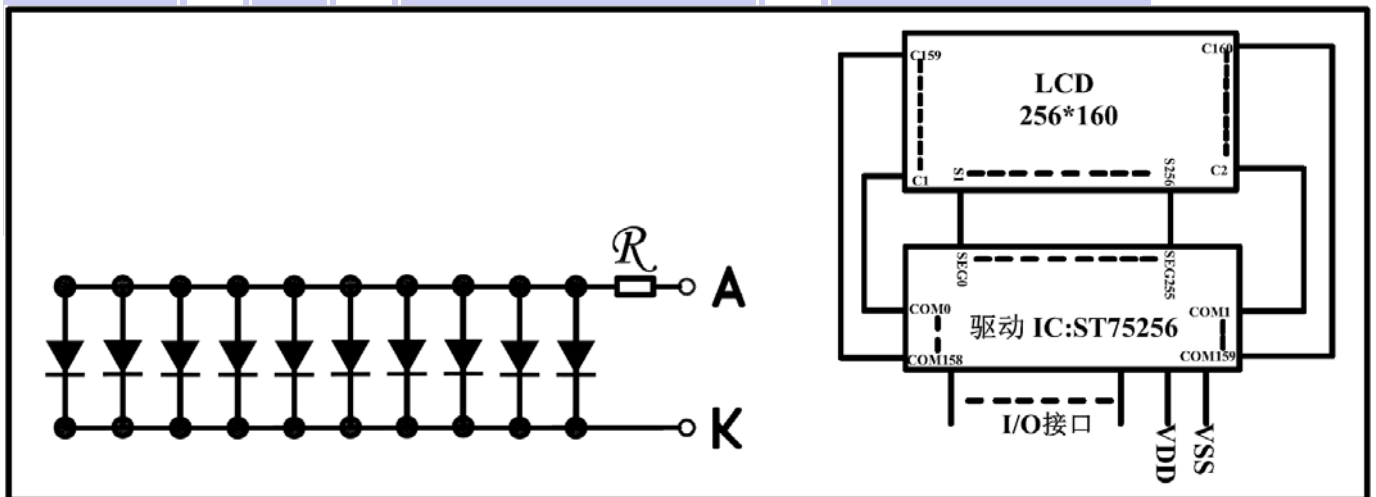 R
A
K
C159
C160
LCD
256*160
C1
S1
S256
C2
SEG0
SEG255
COM0
COM1
驱动 IC:ST75256
COM158
COM159
I/O接口
VDD
VSS